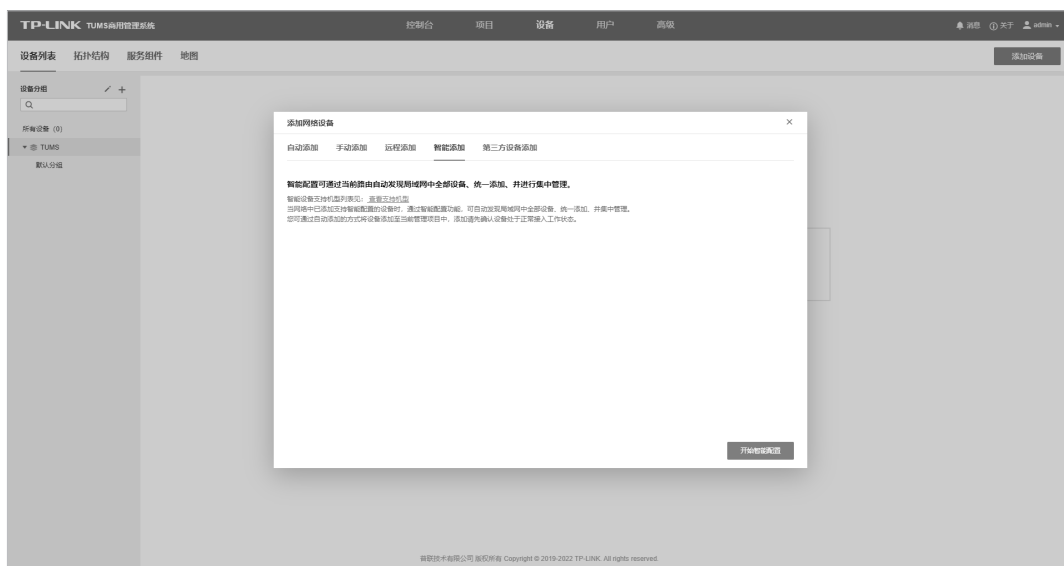 TP-LINK TUMS商用管理系统 控制台 项目 设备 用户 高级 消息 关于 admin
设备列表 拓扑结构 服务组件 地图 添加设备
设备分组
所有设备 (0)
TUMS
默认分组
添加网络设备
自动添加 手动添加 远程添加 智能添加 第三方设备添加
智能配置可通过当前路由自动发现局域网中全部设备、统一添加、并进行集中管理。
智能设备支持机型列表见：查看支持机型
当网络中已添加支持智能配置的设备时，通过智能配置功能，可自动发现局域网中全部设备、统一添加、并集中管理。
您可通过自动添加的方式将设备添加至当前管理项目中，添加请先确认设备处于正常接入工作状态。
开始智能配置
普联技术有限公司 版权所有 Copyright © 2019-2022 TP-LINK. All rights reserved.